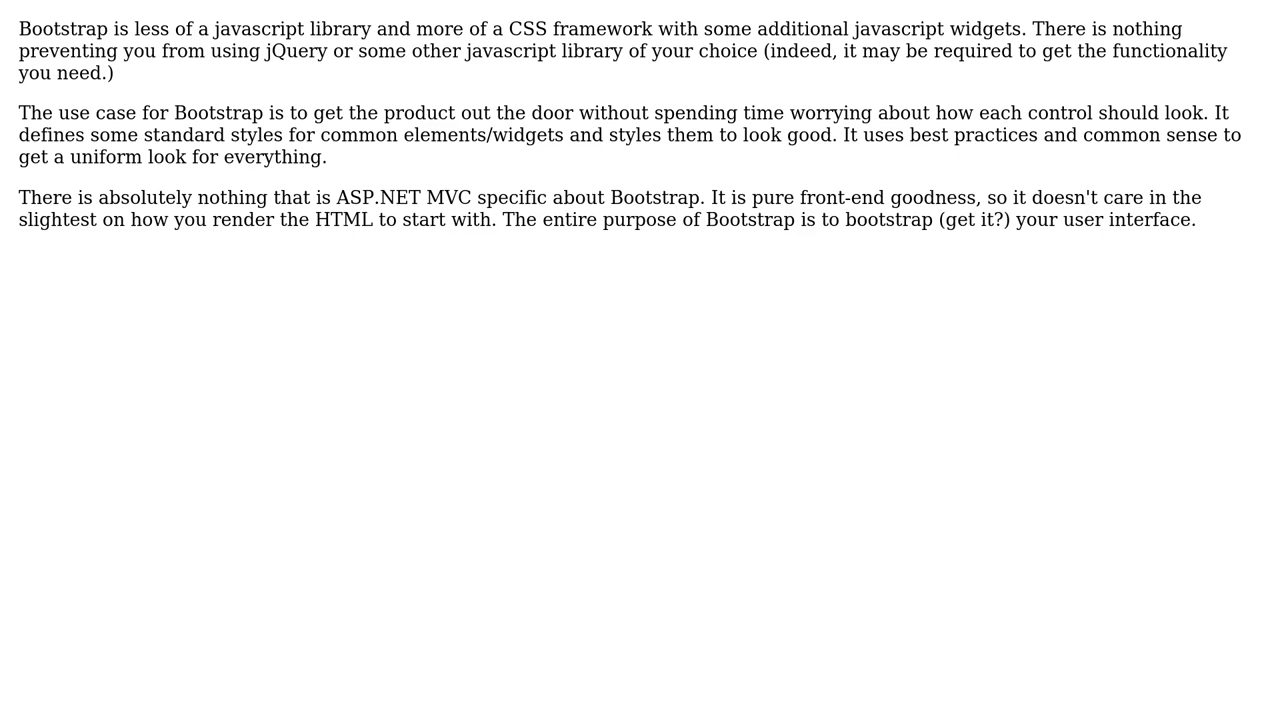 Bootstrap is less of a javascript library and more of a CSS framework with some additional javascript widgets. There is nothing
preventing you from using jQuery or some other javascript library of your choice (indeed, it may be required to get the functionality
you need.)
The use case for Bootstrap is to get the product out the door without spending time worrying about how each control should look. It
defines some standard styles for common elements/widgets and styles them to look good. It uses best practices and common sense to
get a uniform look for everything.
There is absolutely nothing that is ASP.NET MVC specific about Bootstrap. It is pure front-end goodness, so it doesn't care in the
slightest on how you render the HTML to start with. The entire purpose of Bootstrap is to bootstrap (get it?) your user interface.